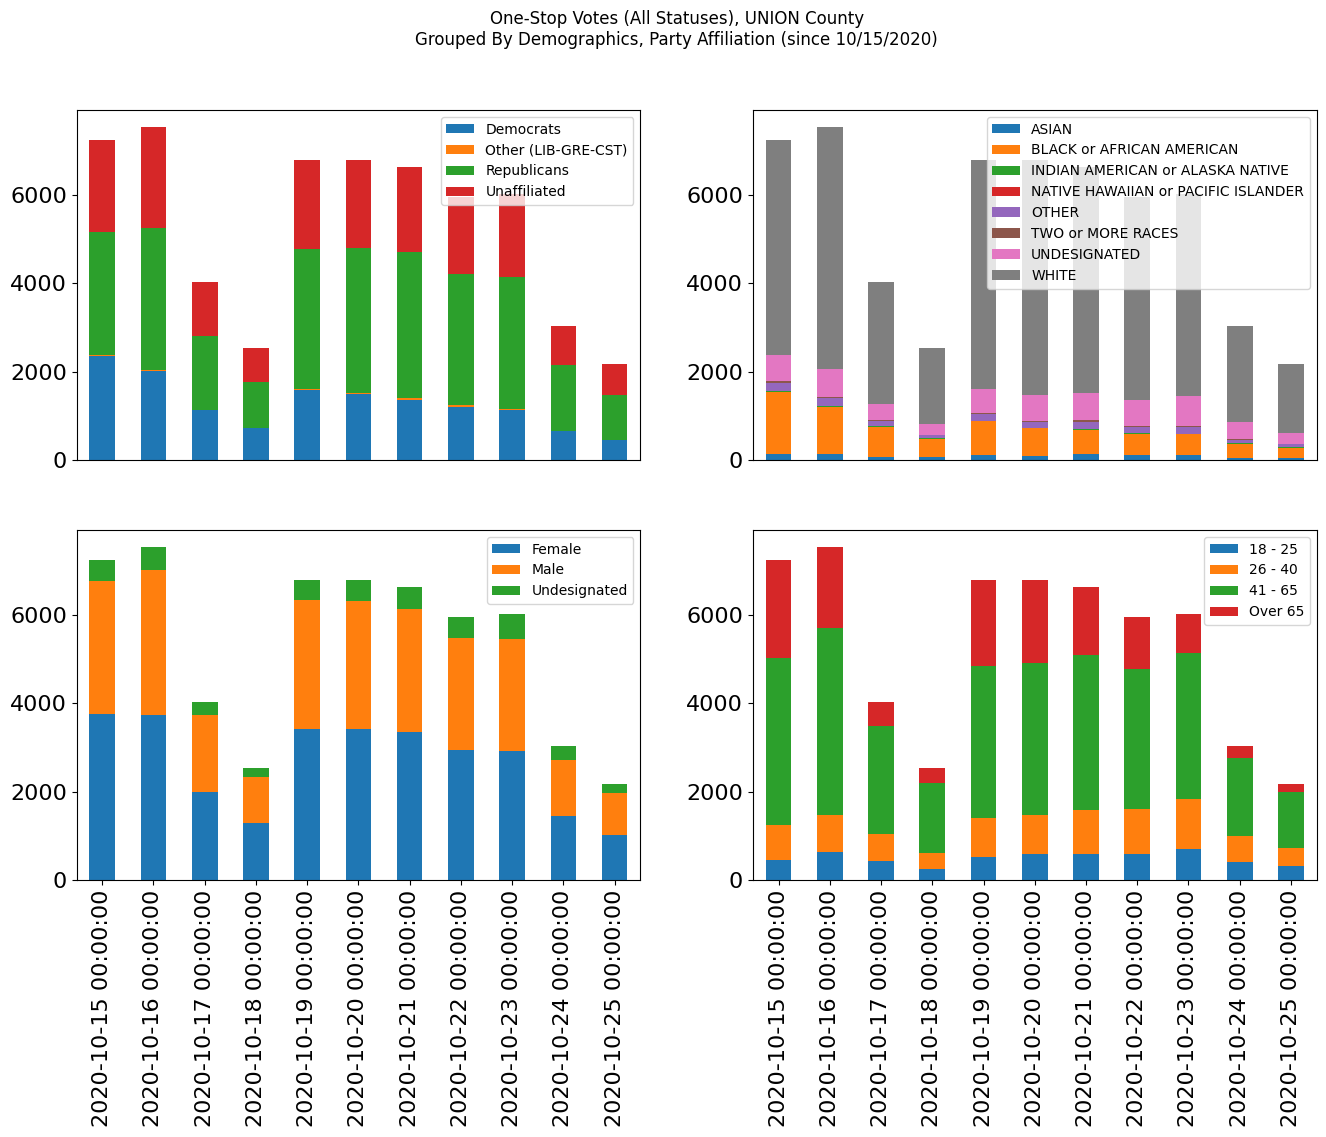 One-Stop Votes (All Statuses), UNION County
Grouped By Demographics, Party Affiliation (since 10/15/2020)
6000
4000
2000
0
Democrats
Other (LIB-GRE-CST)
Republicans
Unaffiliated
6000
4000
2000
0
ASIAN
BLACK or AFRICAN AMERICAN
INDIAN AMERICAN or ALASKA NATIVE
NATIVE HAWAIIAN or PACIFIC ISLANDER
OTHER
TWO or MORE RACES
UNDESIGNATED
WHITE
6000
4000
2000
0
Female
Male
Undesignated
2020-10-15 00:00:00
2020-10-16 00:00:00
2020-10-17 00:00:00
2020-10-18 00:00:00
2020-10-19 00:00:00
2020-10-20 00:00:00
2020-10-21 00:00:00
2020-10-22 00:00:00
2020-10-23 00:00:00
2020-10-24 00:00:00
2020-10-25 00:00:00
6000
4000
2000
0
18 - 25
26 - 40
41 - 65
Over 65
2020-10-15 00:00:00
2020-10-16 00:00:00
2020-10-17 00:00:00
2020-10-18 00:00:00
2020-10-19 00:00:00
2020-10-20 00:00:00
2020-10-21 00:00:00
2020-10-22 00:00:00
2020-10-23 00:00:00
2020-10-24 00:00:00
2020-10-25 00:00:00